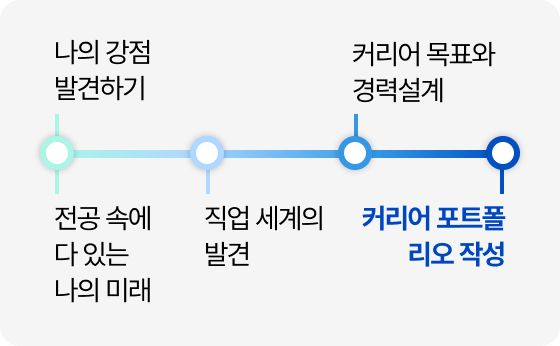 나의 강점
발견하기
커리어 목표와
경력설계
전공 속에
다 있는
나의 미래
직업 세계의
발견
커리어 포트폴
리오 작성